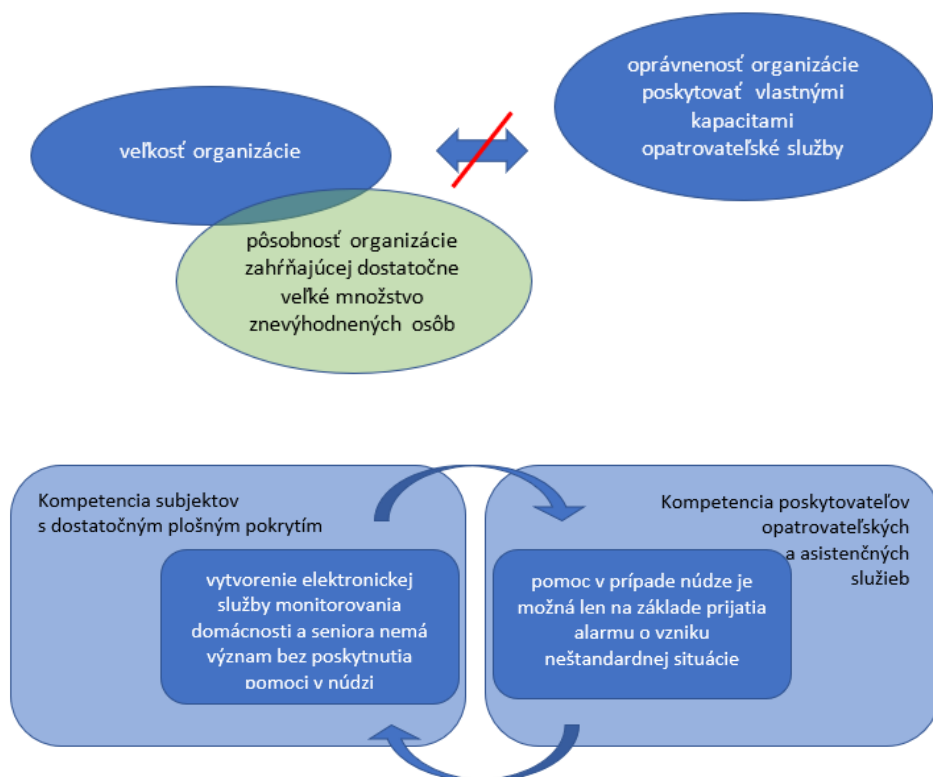 veľkosť organizácie
oprávnenosť organizácie
poskytovať vlastnými
kapacitami
opatrovateľské služby
pôsobnosť organizácie
zahŕňajúcej dostatočne
veľké množstvo
znevýhodnených osôb
Kompetencia subjektov
s dostatočným plošným pokrytím
vytvorenie elektronickej
služby monitorovania
domácnosti a seniora nemá
význam bez poskytnutia
pomoci v núdzi
Kompetencia poskytovateľov
opatrovateľských
a asistenčných
služieb
pomoc v prípade núdze je
možná len na základe prijatia
alarmu o vzniku
neštandardnej situácie